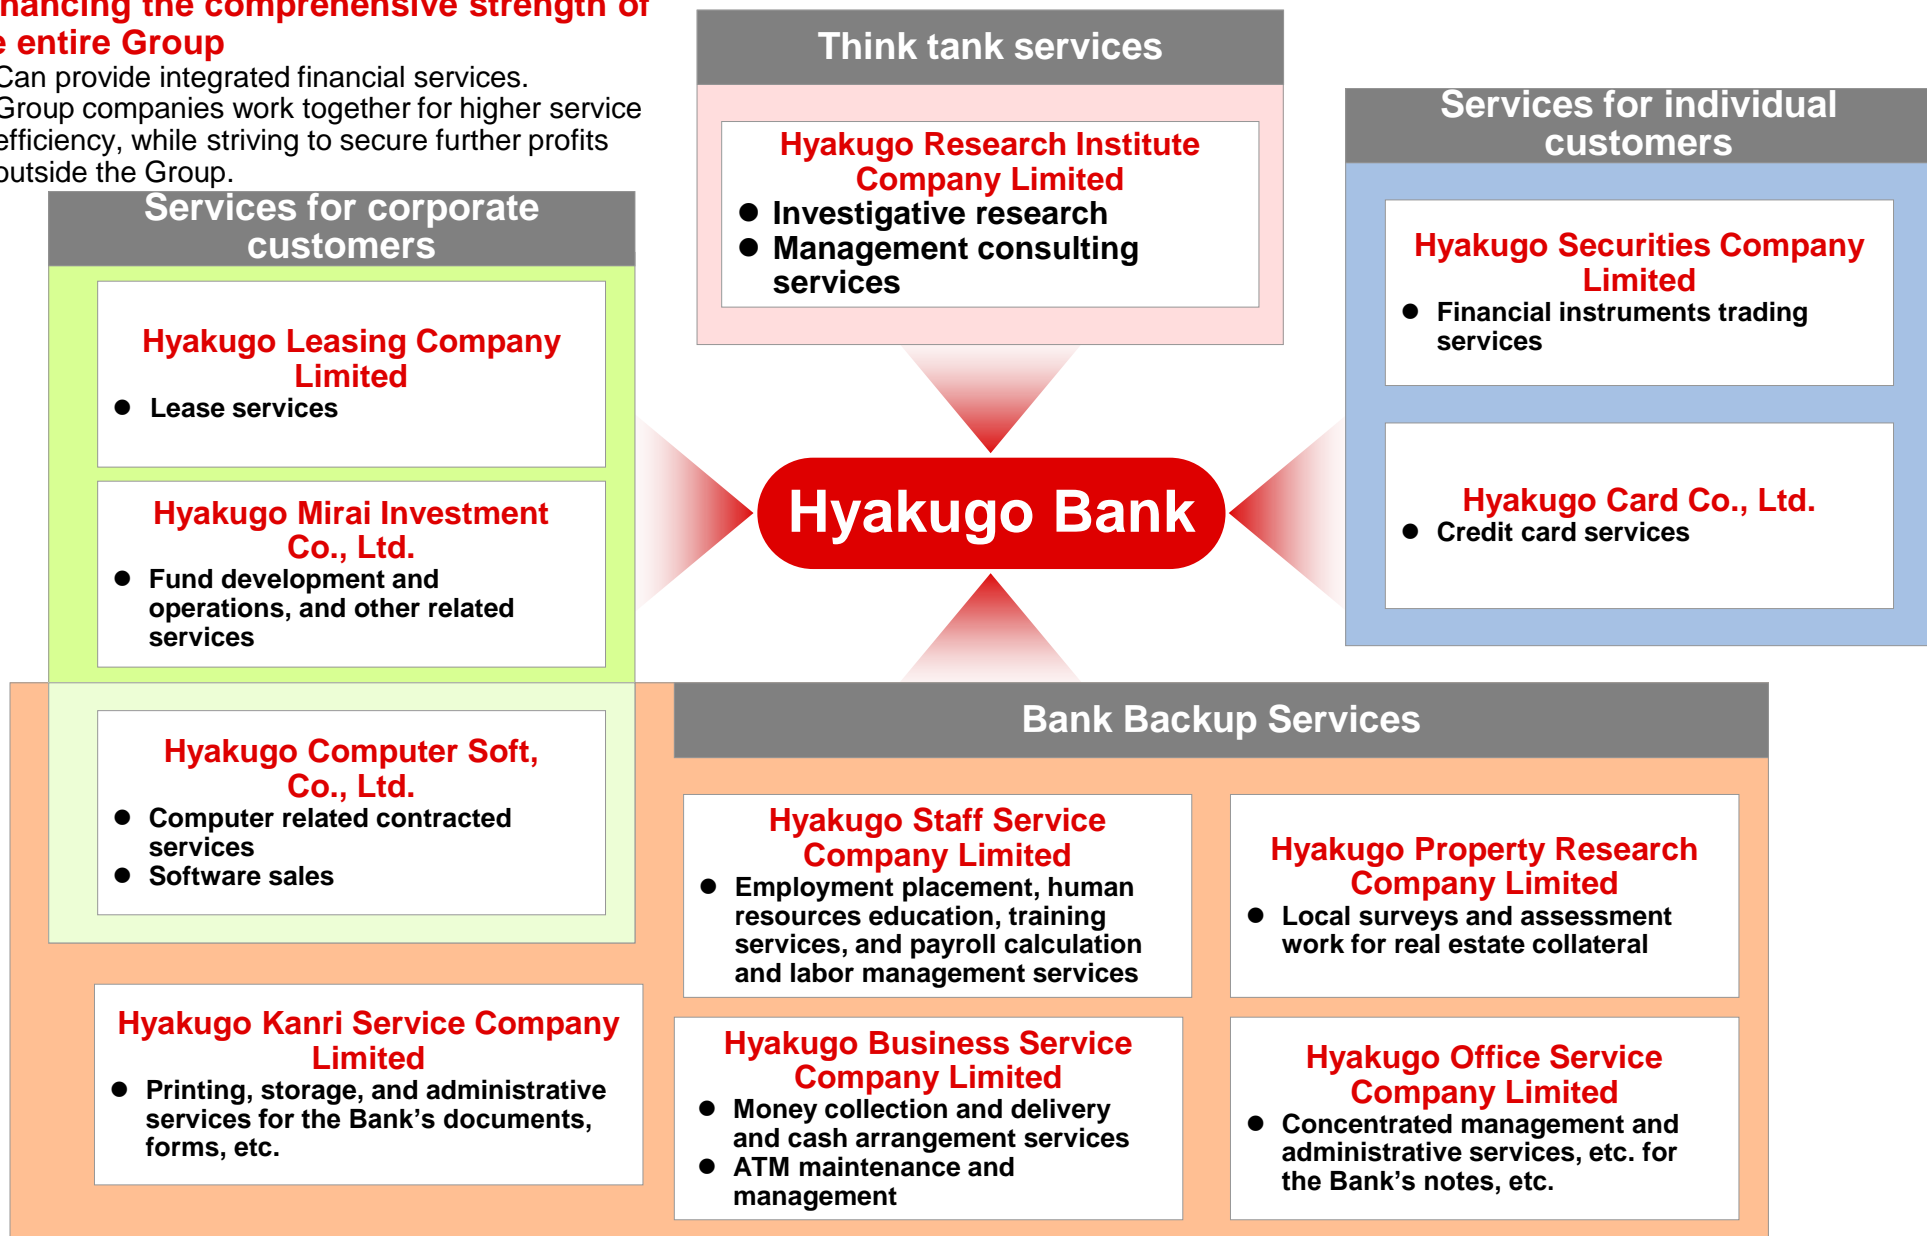 nancing the comprehensive strength of
e entire Group
Can provide integrated financial services.
Group companies work together for higher service
efficiency, while striving to secure further profits
outside the Group.
Services for corporate
customers
Hyakugo Leasing Company
Limited
● Lease services
Hyakugo Mirai Investment
Co., Ltd.
● Fund development and
operations, and other related
services
Hyakugo Computer Soft,
Co., Ltd.
● Computer related contracted
services
● Software sales
Hyakugo Kanri Service Company
Limited
● Printing, storage, and administrative
services for the Bank’s documents,
forms, etc.
Think tank services
Hyakugo Research Institute
Company Limited
● Investigative research
● Management consulting
services
Hyakugo Bank
Services for individual
customers
Hyakugo Securities Company
Limited
● Financial instruments trading
services
Hyakugo Card Co., Ltd.
● Credit card services
Bank Backup Services
Hyakugo Staff Service
Company Limited
● Employment placement, human
resources education, training
services, and payroll calculation
and labor management services
Hyakugo Property Research
Company Limited
● Local surveys and assessment
work for real estate collateral
Hyakugo Business Service
Company Limited
● Money collection and delivery
and cash arrangement services
● ATM maintenance and
management
Hyakugo Office Service
Company Limited
● Concentrated management and
administrative services, etc. for
the Bank’s notes, etc.